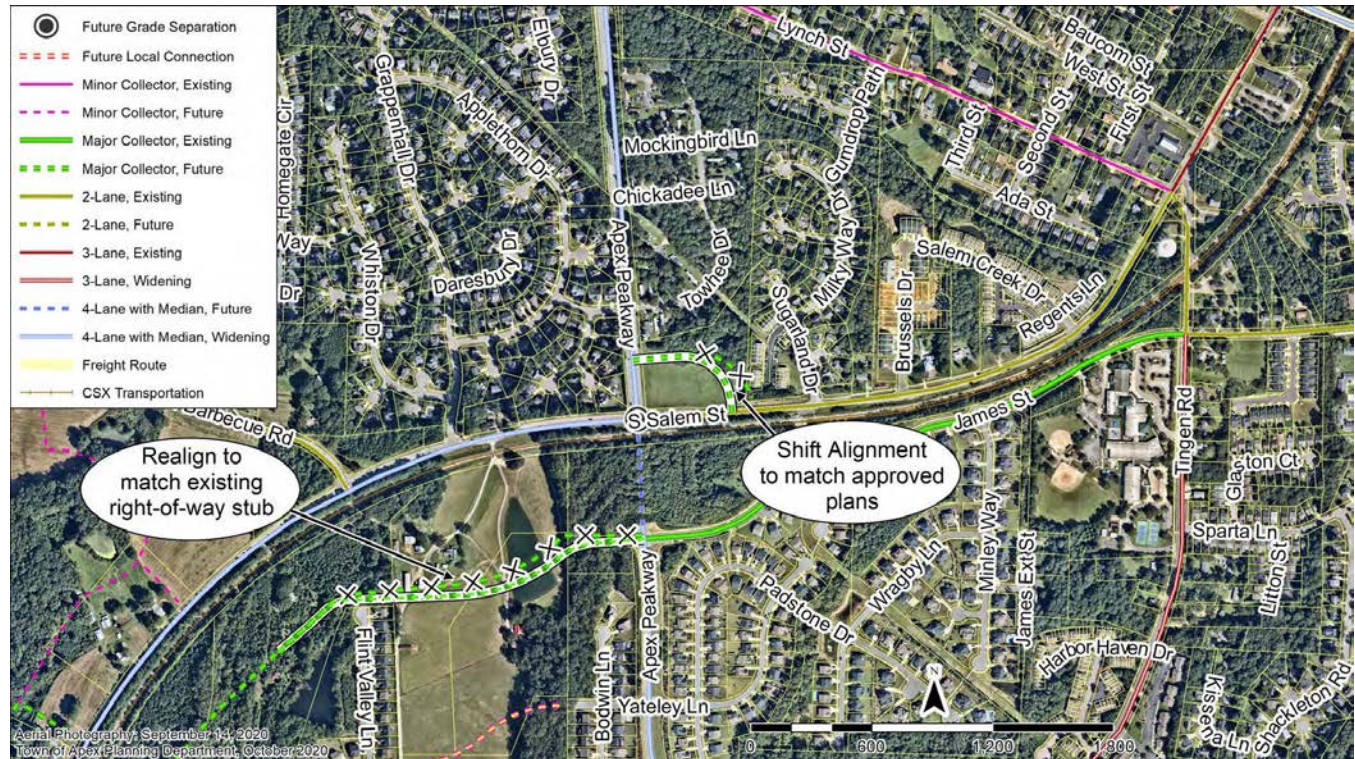 Future Grade Separation
Future Local Connection
Minor Collector, Existing
Minor Collector, Future
Major Collector, Existing
Major Collector, Future
2-Lane, Existing
2-Lane, Future
3-Lane, Existing
3-Lane, Widening
4-Lane with Median, Future
4-Lane with Median, Widening
Freight Route
CSX Transportation
Homegate Cir
Way
Dr
Grappenhall Dr
Applethorn Dr
Elbury Dr
Whiston Dr
Daresbury Dr
Mockingbird Ln
Chickadee Ln
Apex Peakway
Towhee Dr
Lynch St
Gumdrop Path
Milky Way Dr
Sugarland Dr
Third St
Second St
First St
West St
Baucom St
Ada St
Salem Creek Dr
Brussels Dr
Regents Ln
S Salem St
Barbecue Rd
James St
Tingen Rd
Realign to
match existing
right-of-way stub
Shift Alignment
to match approved
plans
Glaston Ct
Sparta Ln
Litton St
Minley Way
James Ext St
Wragby Ln
Padstone Dr
Harbor Haven Dr
Apex Peakway
Bodwin Ln
Yateley Ln
Flint Valley Ln
Kissena Ln
Shackleton Rd
N
0 600 1,200 1,800
Aerial Photography: September 14, 2020
Town of Apex Planning Department, October 2020